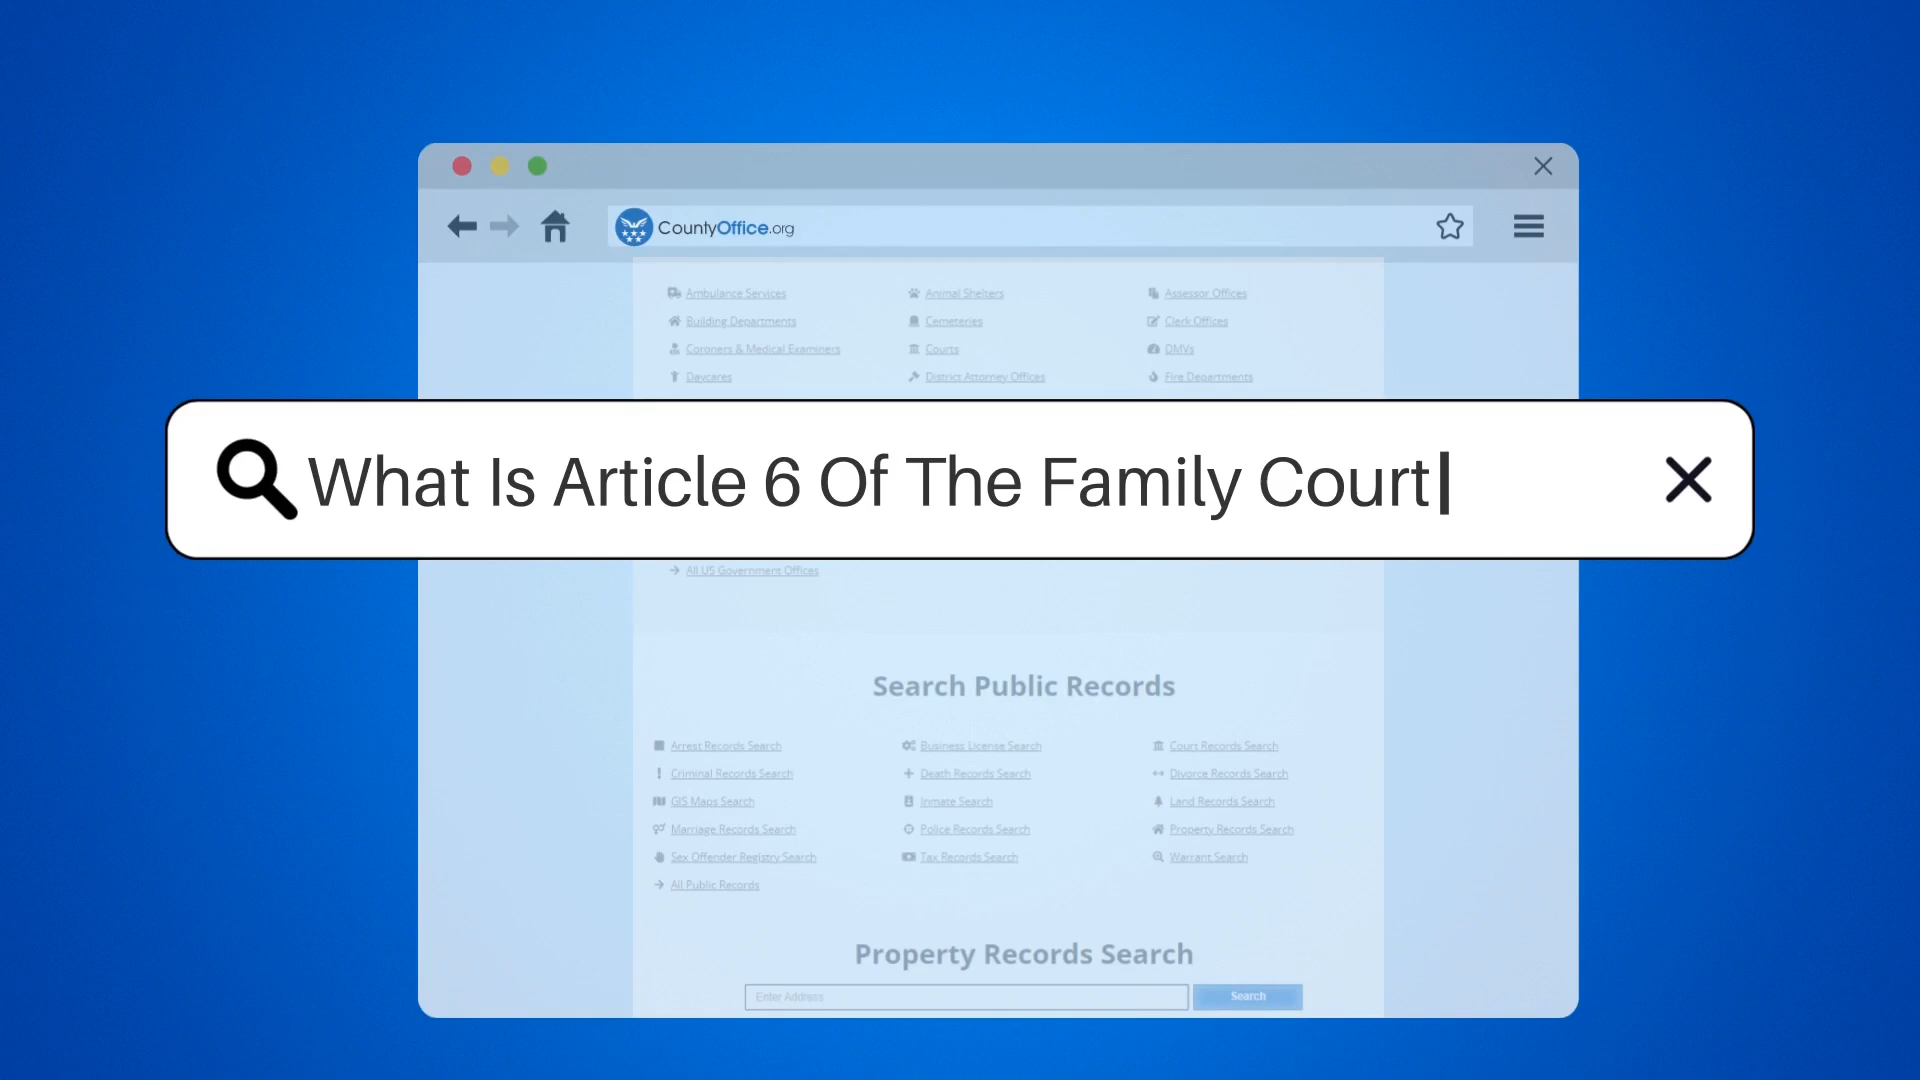 CountyOffice.org
Ambulance Services Animal Shelters Assessor Offices
Building Departments Cemeteries Clerk Offices
Coroners & Medical Examiners Courts DMVs
Daycares District Attorney Offices Fire Departments
What Is Article 6 Of The Family Court
All US Government Offices
Search Public Records
Arrest Records Search Business License Search Court Records Search
Criminal Records Search Death Records Search Divorce Records Search
GIS Maps Search Inmate Search Land Records Search
Marriage Records Search Police Records Search Property Records Search
Sex Offender Registry Search Tax Records Search Warrant Search
All Public Records
Property Records Search
Enter Address Search